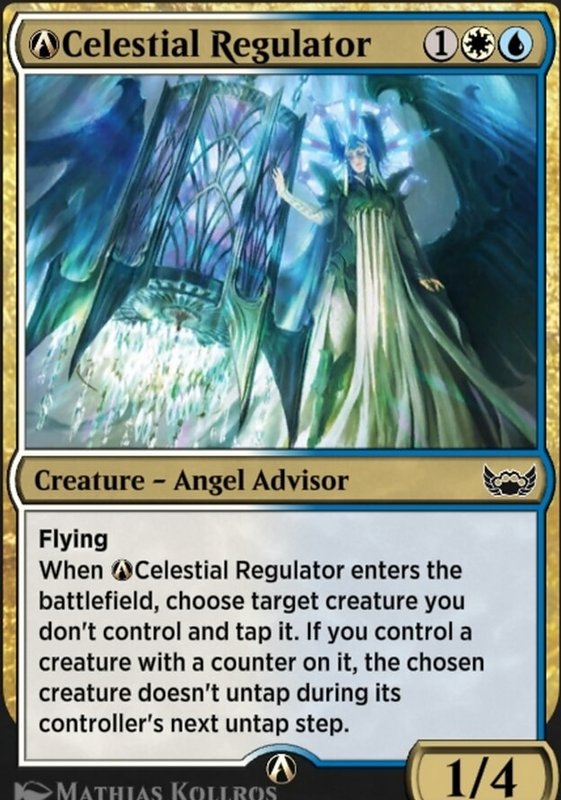 Celestial Regulator 1
Creature – Angel Advisor
Flying
When Celestial Regulator enters the
battlefield, choose target creature you
don't control and tap it. If you control a
creature with a counter on it, the chosen
creature doesn't untap during its
controller's next untap step.
1/4
Mathias Kollros